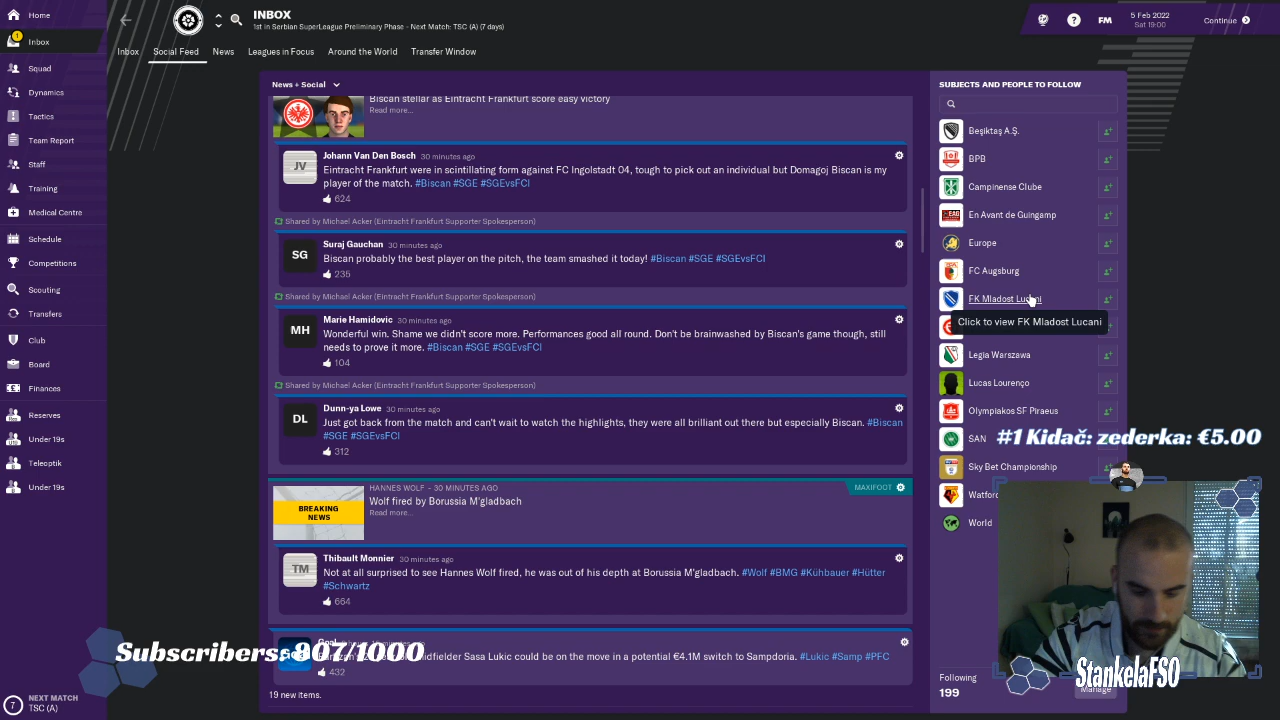 Home
INBOX
1st in Serbian SuperLeague Preliminary Phase - Next Match: TSC (A) (7 days)
FM
5 Feb 2022
Sat 19:00
Continue
1
Inbox
Inbox
Social Feed
News
Leagues in Focus
Around the World
Transfer Window
Squad
Dynamics
Tactics
Team Report
Staff
Training
Medical Centre
Schedule
Competitions
Scouting
Transfers
Club
Board
Finances
Reserves
Under 19s
Teleoptik
Under 19s
7
NEXT MATCH
TSC (A)
News + Social
Biscan stellar as Eintracht Frankfurt score easy victory
Read more...
JV
Johann Van Den Bosch 30 minutes ago
Eintracht Frankfurt were in scintillating form against FC Ingolstadt 04, tough to pick out an individual but Domagoj Biscan is my
player of the match. #Biscan #SGE #SGEvsFCI
624
Shared by Michael Acker (Eintracht Frankfurt Supporter Spokesperson)
SG
Suraj Gauchan 30 minutes ago
Biscan probably the best player on the pitch, the team smashed it today! #Biscan #SGE #SGEvsFCI
235
Shared by Michael Acker (Eintracht Frankfurt Supporter Spokesperson)
MH
Marie Hamidovic 30 minutes ago
Wonderful win. Shame we didn't score more. Performances good all round. Don't be brainwashed by Biscan's game though, still
needs to prove it more. #Biscan #SGE #SGEvsFCI
104
Shared by Michael Acker (Eintracht Frankfurt Supporter Spokesperson)
DL
Dunn-ya Lowe 30 minutes ago
Just got back from the match and can't wait to watch the highlights, they were all brilliant out there but especially Biscan. #Biscan
#SGE #SGEvsFCI
312
BREAKING
NEWS
HANNES WOLF - 30 MINUTES AGO
MAXIFOOT
Wolf fired by Borussia M'gladbach
Read more...
TM
Thibault Monnier 30 minutes ago
Not at all surprised to see Hannes Wolf fired, he was out of his depth at Borussia M'gladbach. #Wolf #BMG #Kühbauer #Hütter
#Schwartz
664
Goal
Sasa Lukic could be on the move in a potential €4.1M switch to Sampdoria. #Lukic #Samp #PFC
432
19 new items.
Subscribers: 807/1000
SUBJECTS AND PEOPLE TO FOLLOW
Beşiktaş A.Ş.
BPB
Campinense Clube
En Avant de Guingamp
Europe
FC Augsburg
FK Mladost Lucani
Click to view FK Mladost Lucani
Legia Warszawa
Lucas Lourenço
Olympiakos SF Piraeus
SAN
#1 Kidač: zederka: €5.00
Sky Bet Championship
Watford
World
Following
199
Manage
StankelaFSO